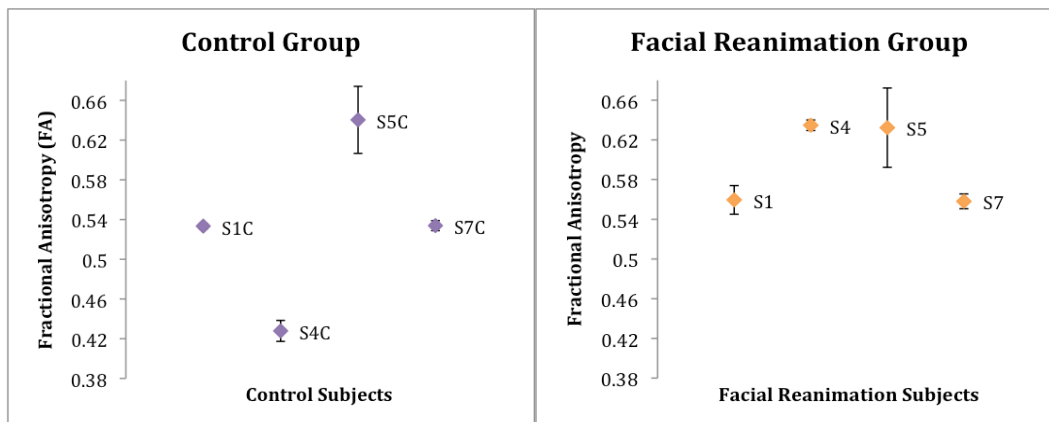 Control Group
Fractional Anisotropy (FA)
0.66
0.62
0.58
0.54
0.5
0.46
0.42
0.38
S1C
S4C
S5C
S7C
Control Subjects
Facial Reanimation Group
Fractional Anisotropy
0.66
0.62
0.58
0.54
0.5
0.46
0.42
0.38
S1
S4
S5
S7
Facial Reanimation Subjects